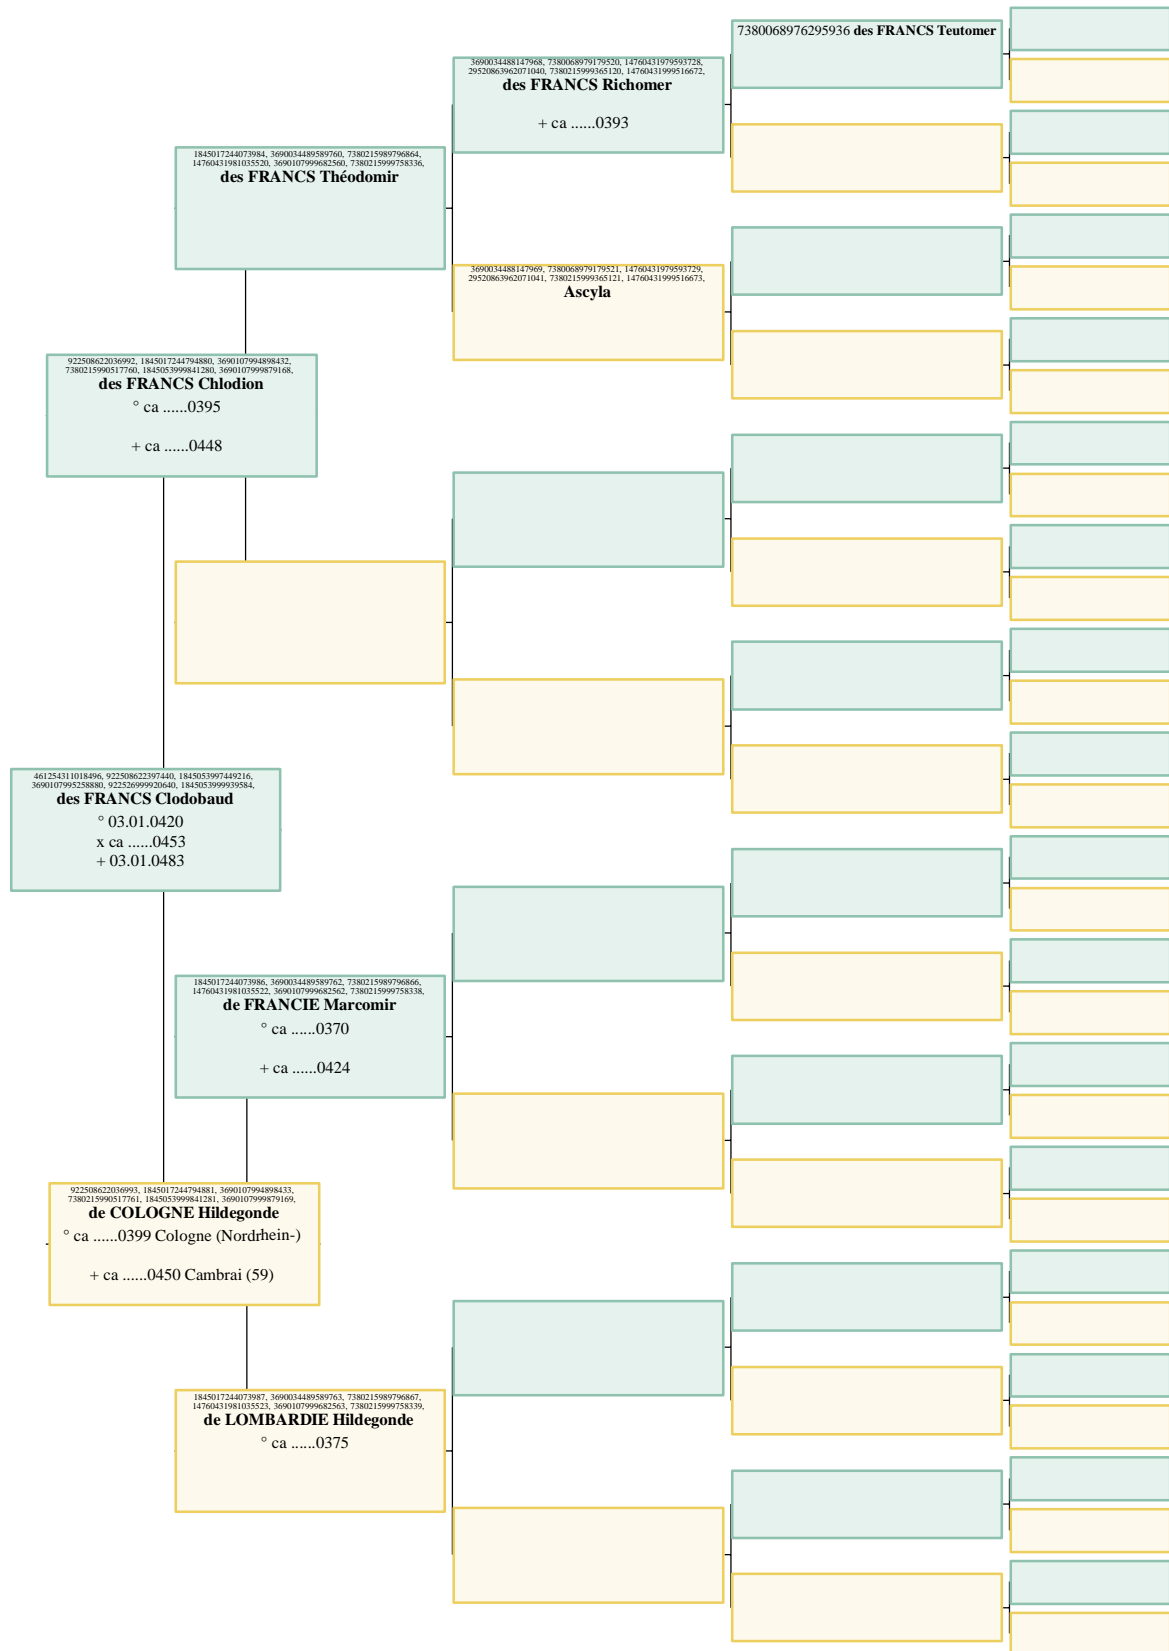 7380068976295936 des FRANCS Teutomer
3690034488147968, 7380068979179520, 14760431979593728,
29520863962071040, 7380215999365120, 14760431999516672,
des FRANCS Richomer
+ ca ......0393
1845017244073984, 3690034489589760, 7380215989796864,
14760431981035520, 3690107999682560, 7380215999758336,
des FRANCS Théodomir
3690034488147969, 7380068979179521, 14760431979593729,
29520863962071041, 7380215999365121, 14760431999516673,
Ascyla
922508622036992, 1845017244794880, 3690107994898432,
7380215990517760, 1845053999841280, 3690107999879168,
des FRANCS Chlodion
° ca ......0395
+ ca ......0448
461254311018496, 922508622397440, 1845053997449216,
3690107995258880, 922526999920640, 1845053999939584,
des FRANCS Clodobaud
° 03.01.0420
x ca ......0453
+ 03.01.0483
1845017244073986, 3690034489589762, 7380215989796866,
14760431981035522, 3690107999682562, 7380215999758338,
de FRANCIE Marcomir
° ca ......0370
+ ca ......0424
922508622036993, 1845017244794881, 3690107994898433,
7380215990517761, 1845053999841281, 3690107999879169,
de COLOGNE Hildegonde
° ca ......0399 Cologne (Nordrhein-)
+ ca ......0450 Cambrai (59)
1845017244073987, 3690034489589763, 7380215989796867,
14760431981035523, 3690107999682563, 7380215999758339,
de LOMBARDIE Hildegonde
° ca ......0375